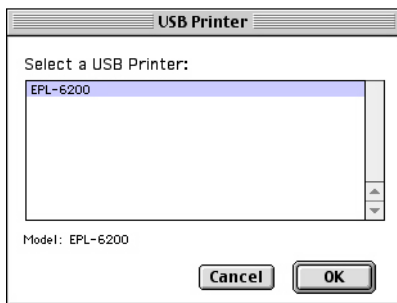 USB Printer
Select a USB Printer:
EPL-6200
Model: EPL-6200
Cancel OK